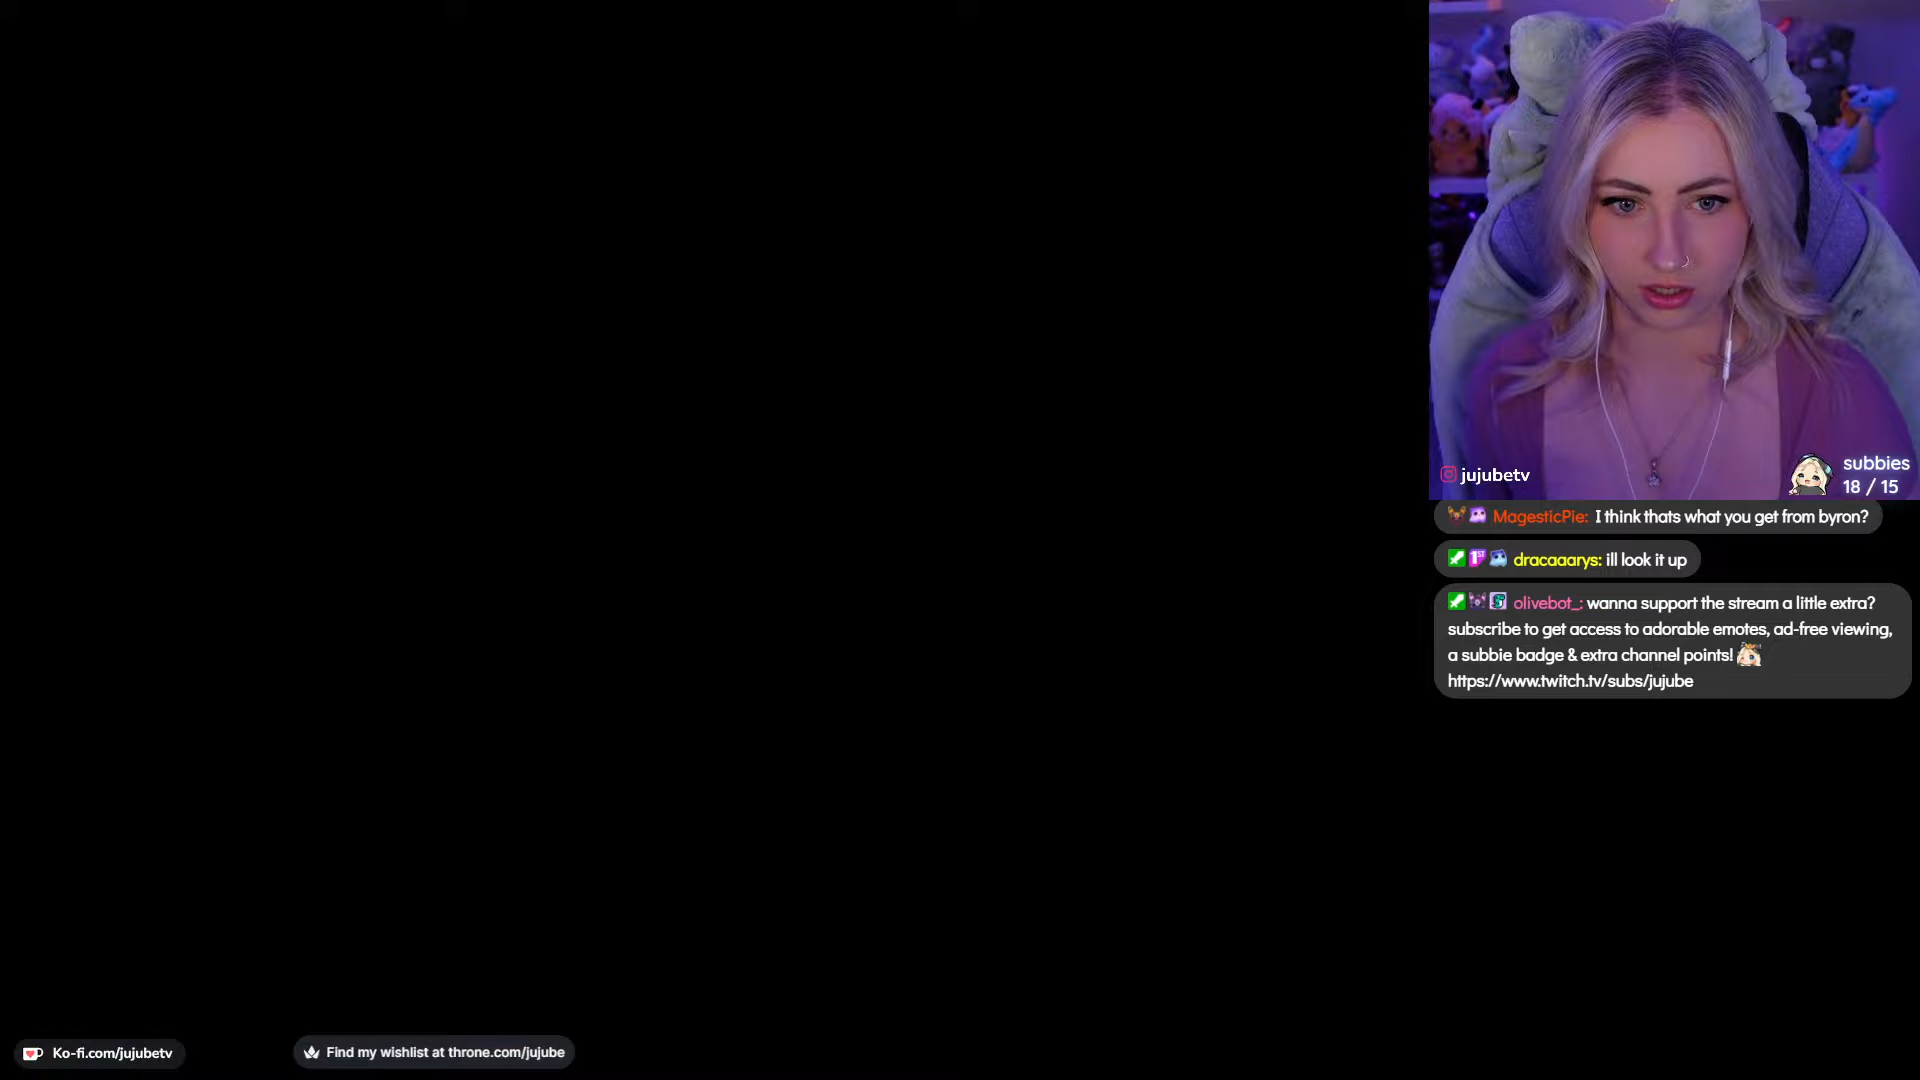 jujubetv
subbies
18 / 15
MagesticPie: I think thats what you get from byron?
dracaaarys: ill look it up
olivebot_: wanna support the stream a little extra?
subscribe to get access to adorable emotes, ad-free viewing,
a subbie badge & extra channel points!
https://www.twitch.tv/subs/jujube
Ko-fi.com/jujubetv
Find my wishlist at throne.com/jujube